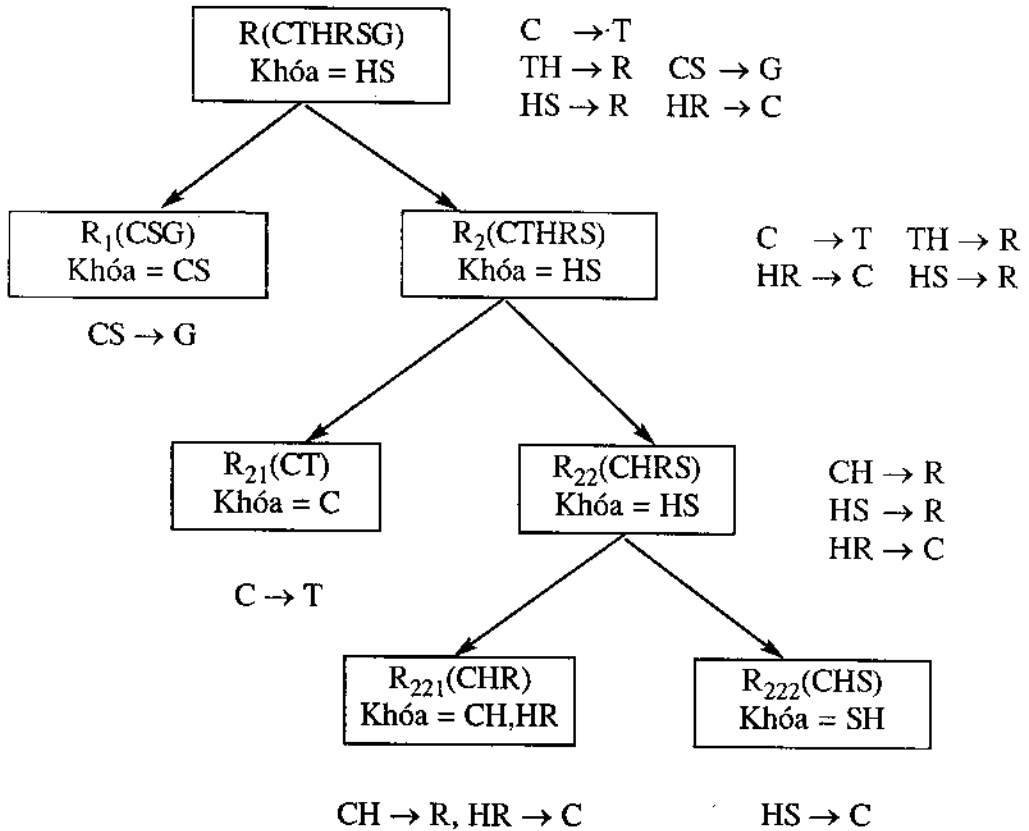 R(CTHRSG)
Khóa = HS
C → T
TH → R CS → G
HS → R HR → C
R₁(CSG)
Khóa = CS
R₂(CTHRS)
Khóa = HS
C → T TH → R
HR → C HS → R
CS → G
R₂₁(CT)
Khóa = C
R₂₂(CHRS)
Khóa = HS
CH → R
HS → R
HR → C
C → T
R₂₂₁(CHR)
Khóa = CH,HR
R₂₂₂(CHS)
Khóa = SH
CH → R, HR → C
HS → C